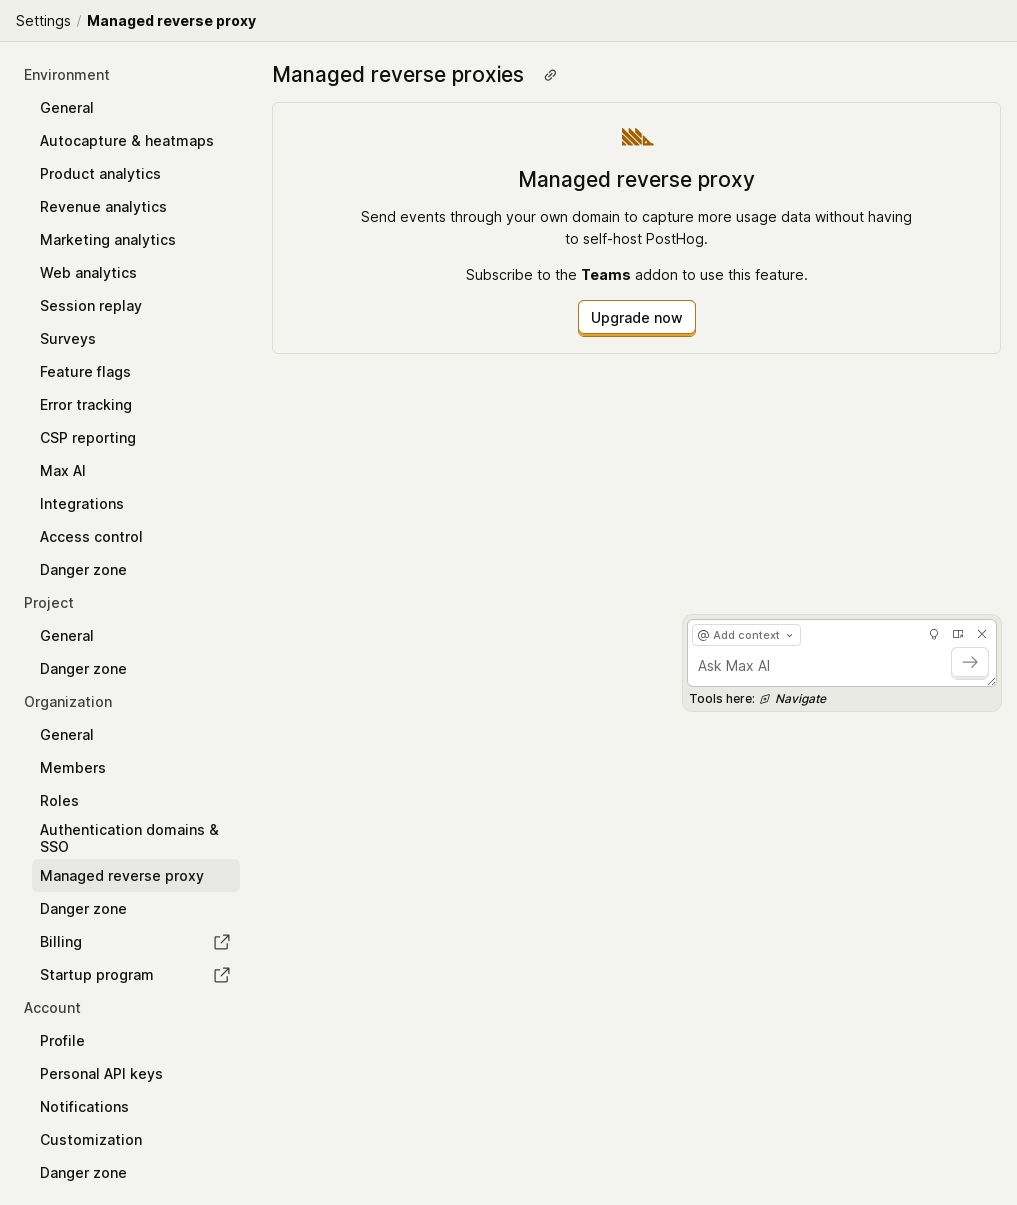 Settings / Managed reverse proxy
Environment
General
Autocapture & heatmaps
Product analytics
Revenue analytics
Marketing analytics
Web analytics
Session replay
Surveys
Feature flags
Error tracking
CSP reporting
Max AI
Integrations
Access control
Danger zone
Project
General
Danger zone
Organization
General
Members
Roles
Authentication domains &
SSO
Managed reverse proxy
Danger zone
Billing
Startup program
Account
Profile
Personal API keys
Notifications
Customization
Danger zone
Managed reverse proxies
Managed reverse proxy
Send events through your own domain to capture more usage data without having
to self-host PostHog.
Subscribe to the Teams addon to use this feature.
Upgrade now
@ Add context
Ask Max AI
Tools here: Navigate